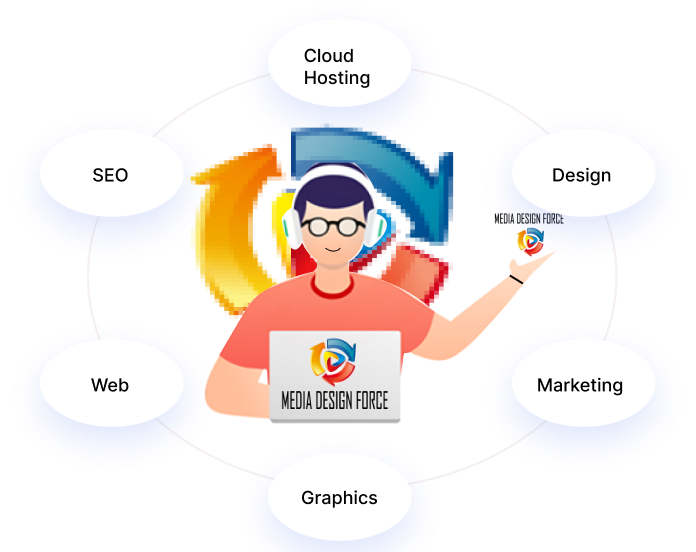 Cloud
Hosting
SEO
Design
MEDIA DESIGN FORCE
Web
Marketing
MEDIA DESIGN FORCE
Graphics